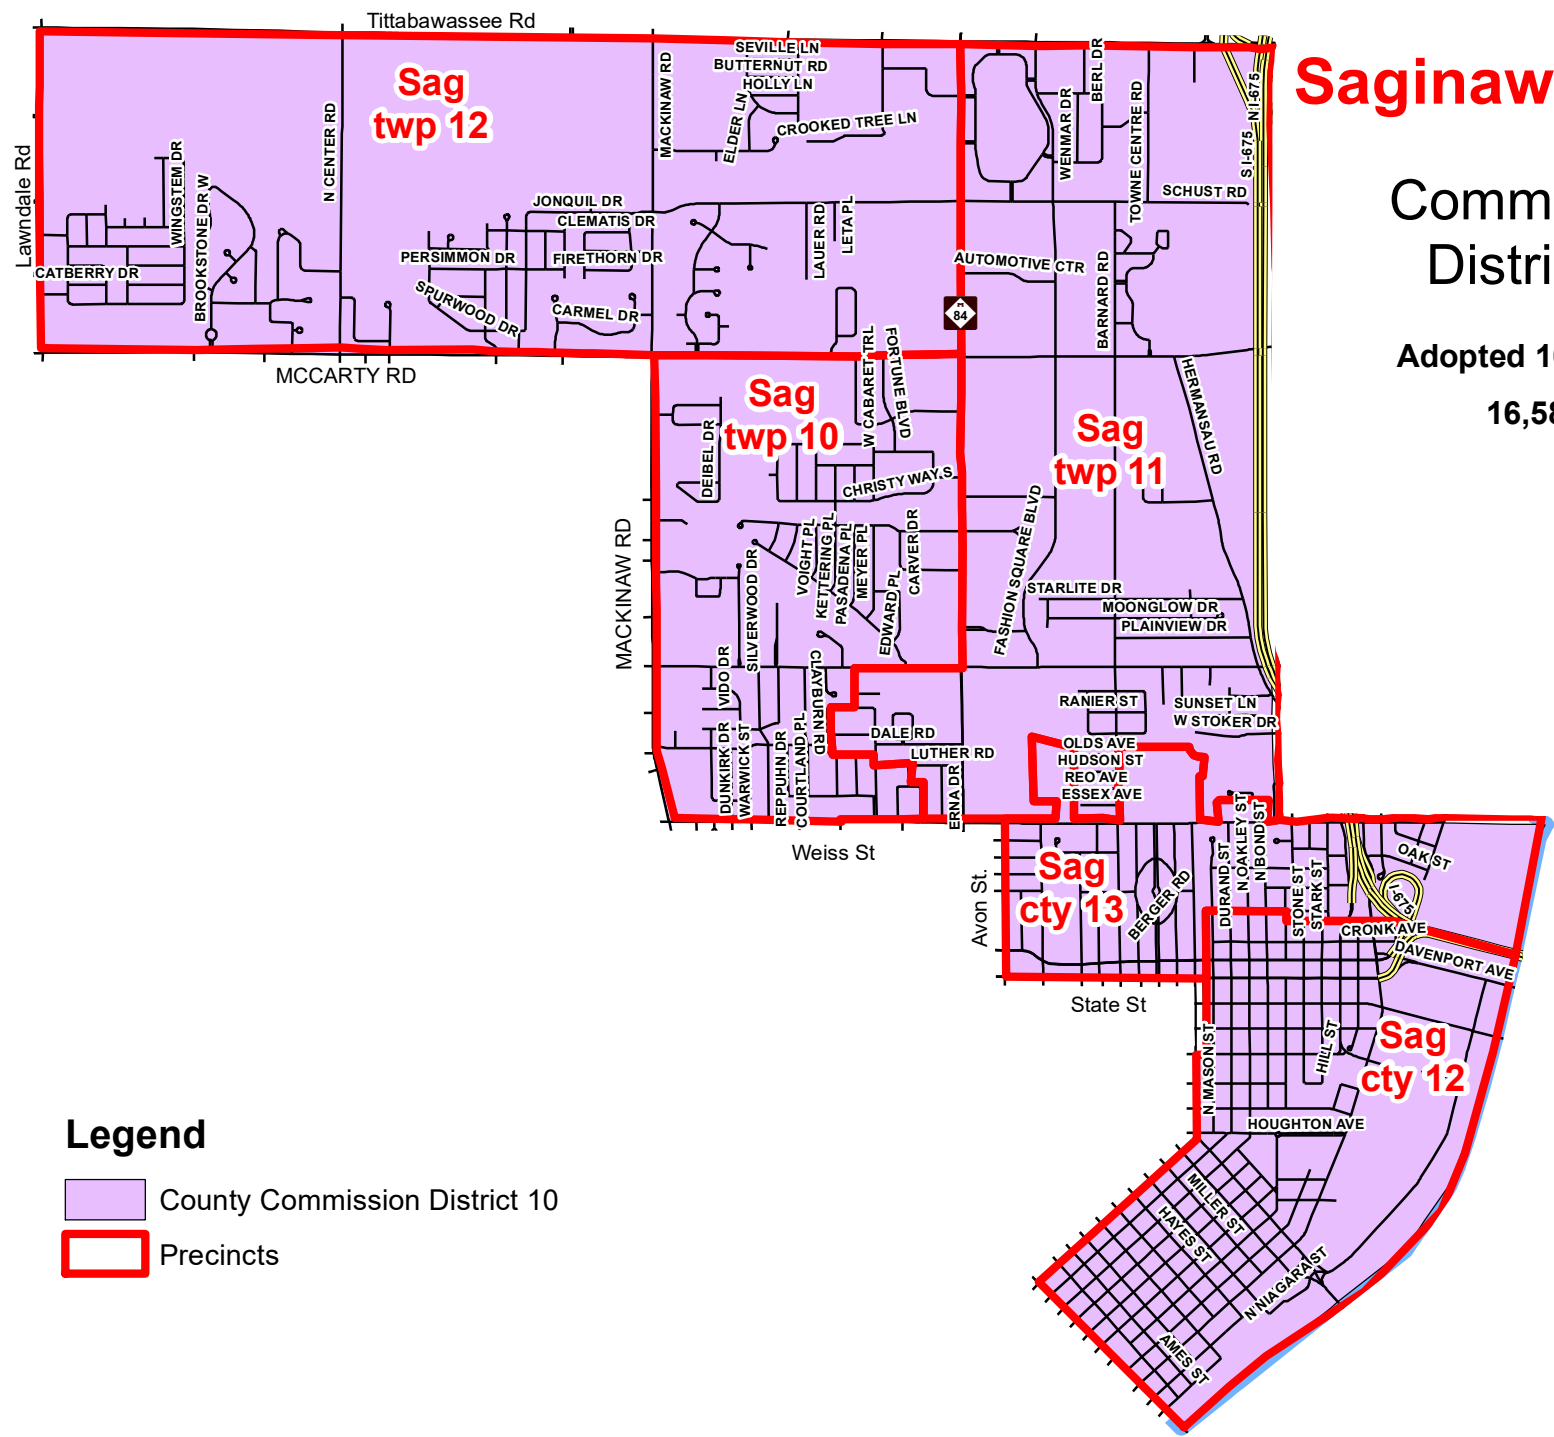 Tittabawassee Rd
Saginaw
Comm
Distri
Adopted 1
16,58
Lawndale Rd
Sag
twp 12
N CENTER RD
MACKINAW RD
SEVILLE LN
BUTTERNUT RD
HOLLY LN
ELDER LN
CROOKED TREE LN
BERL DR
WENMAR DR
TOWNE CENTRE RD
S I-675
N I-675
SCHUST RD
WINGSTEM DR
BROOKSTONE DR W
CATBERRY DR
JONQUIL DR
CLEMATIS DR
PERSIMMON DR
FIRETHORN DR
SPURWOOD DR
CARMEL DR
LAUER RD
LETA PL
AUTOMOTIVE CTR
BARNARD RD
M
84
MCCARTY RD
Sag
twp 10
W CABARET TRL
FORTUNE BLVD
DEIBEL DR
CHRISTY WAY S
Sag
twp 11
HERMANSAU RD
MACKINAW RD
VOIGHT PL
KETTERING PL
PASADENA PL
MEYER PL
CARVER DR
EDWARD PL
SILVERWOOD DR
FASHION SQUARE BLVD
STARLITE DR
MOONGLOW DR
PLAINVIEW DR
VIDO DR
CLAYBURN RD
DUNKIRK DR
WARWICK ST
REPPUHN DR
COURTLAND PL
DALE RD
LUTHER RD
ERNA DR
RANIER ST
SUNSET LN
W STOKER DR
OLDS AVE
HUDSON ST
REO AVE
ESSEX AVE
Weiss St
Avon St.
Sag
cty 13
BERGER RD
DURAND ST
N OAKLEY ST
N BOND ST
STONE ST
STARK ST
OAK ST
I-675
CRONK AVE
DAVENPORT AVE
State St
N MASON ST
HILL ST
Sag
cty 12
HOUGHTON AVE
MILLER ST
HAYES ST
N NIAGARA ST
AMES ST
Legend
County Commission District 10
Precincts